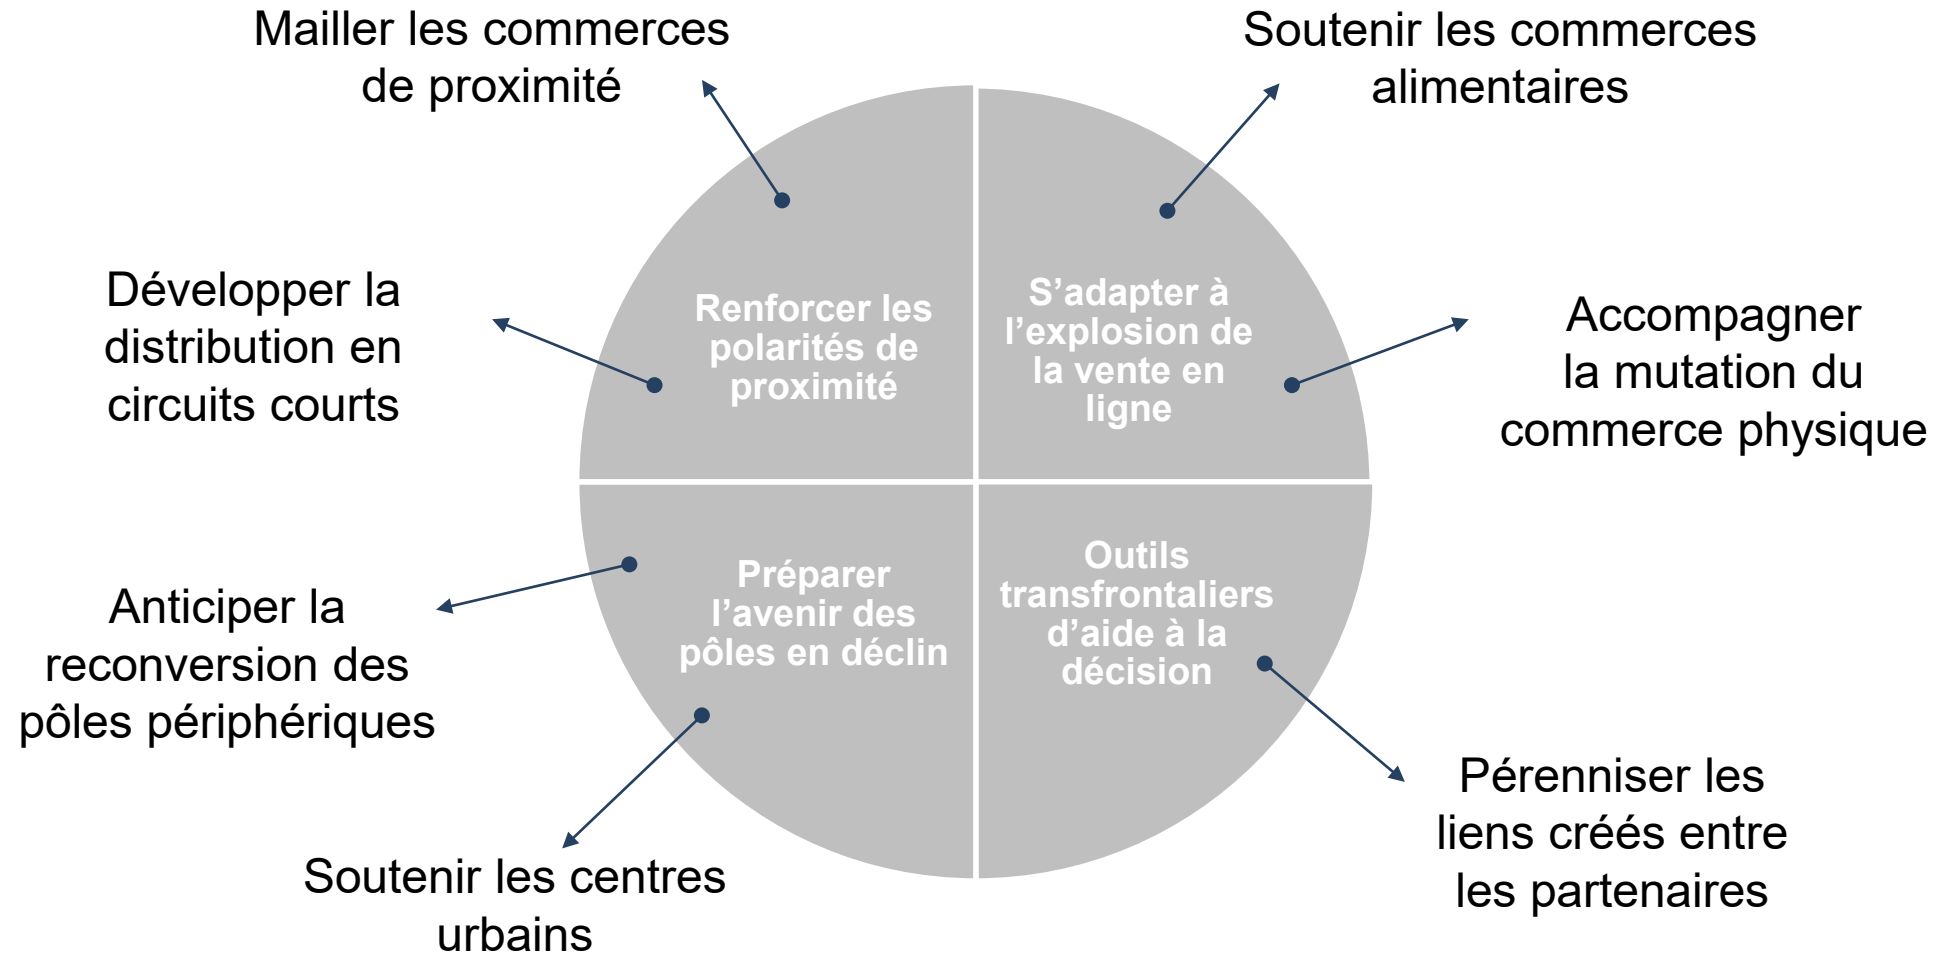 Mailler les commerces
de proximité
Soutenir les commerces
alimentaires
Développer la
distribution en
circuits courts
Renforcer les
polarités de
proximité
S’adapter à
l’explosion de
la vente en
ligne
Accompagner
la mutation du
commerce physique
Anticiper la
reconversion des
pôles périphériques
Préparer
l’avenir des
pôles en déclin
Outils
transfrontaliers
d’aide à la
décision
Soutenir les centres
urbains
Pérenniser les
liens créés entre
les partenaires